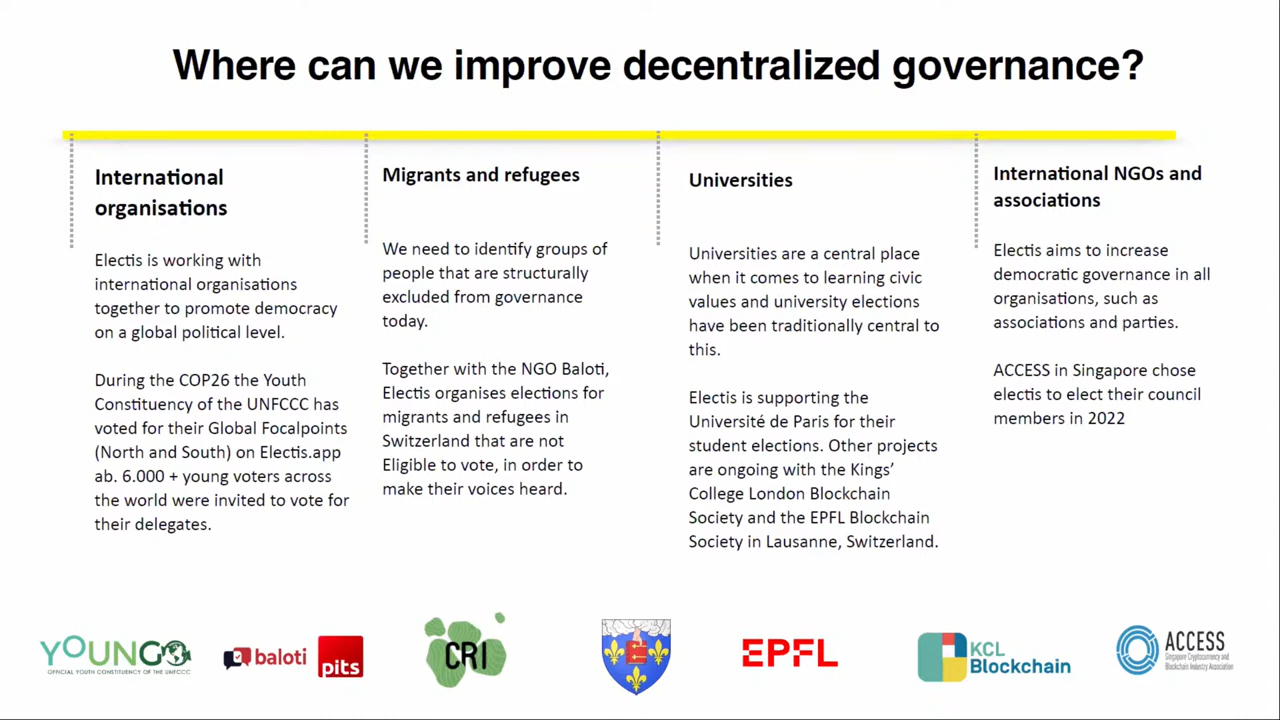 Where can we improve decentralized governance?
International
organisations
Electis is working with
international organisations
together to promote democracy
on a global political level.
During the COP26 the Youth
Constituency of the UNFCCC has
voted for their Global Focalpoints
(North and South) on Electis.app
ab. 6.000 + young voters across
the world were invited to vote for
their delegates.
Migrants and refugees
We need to identify groups of
people that are structurally
excluded from governance
today.
Together with the NGO Baloti,
Electis organises elections for
migrants and refugees in
Switzerland that are not
Eligible to vote, in order to
make their voices heard.
Universities
Universities are a central place
when it comes to learning civic
values and university elections
have been traditionally central to
this.
Electis is supporting the
Université de Paris for their
student elections. Other projects
are ongoing with the Kings’
College London Blockchain
Society and the EPFL Blockchain
Society in Lausanne, Switzerland.
International NGOs and
associations
Electis aims to increase
democratic governance in all
organisations, such as
associations and parties.
ACCESS in Singapore chose
electis to elect their council
members in 2022
YOUNGO
OFFICIAL YOUTH CONSTITUENCY OF THE UNFCCC
baloti
pits
CRI
EPFL
KCL
Blockchain
ACCESS
Singapore Cryptocurrency and
Blockchain Industry Association